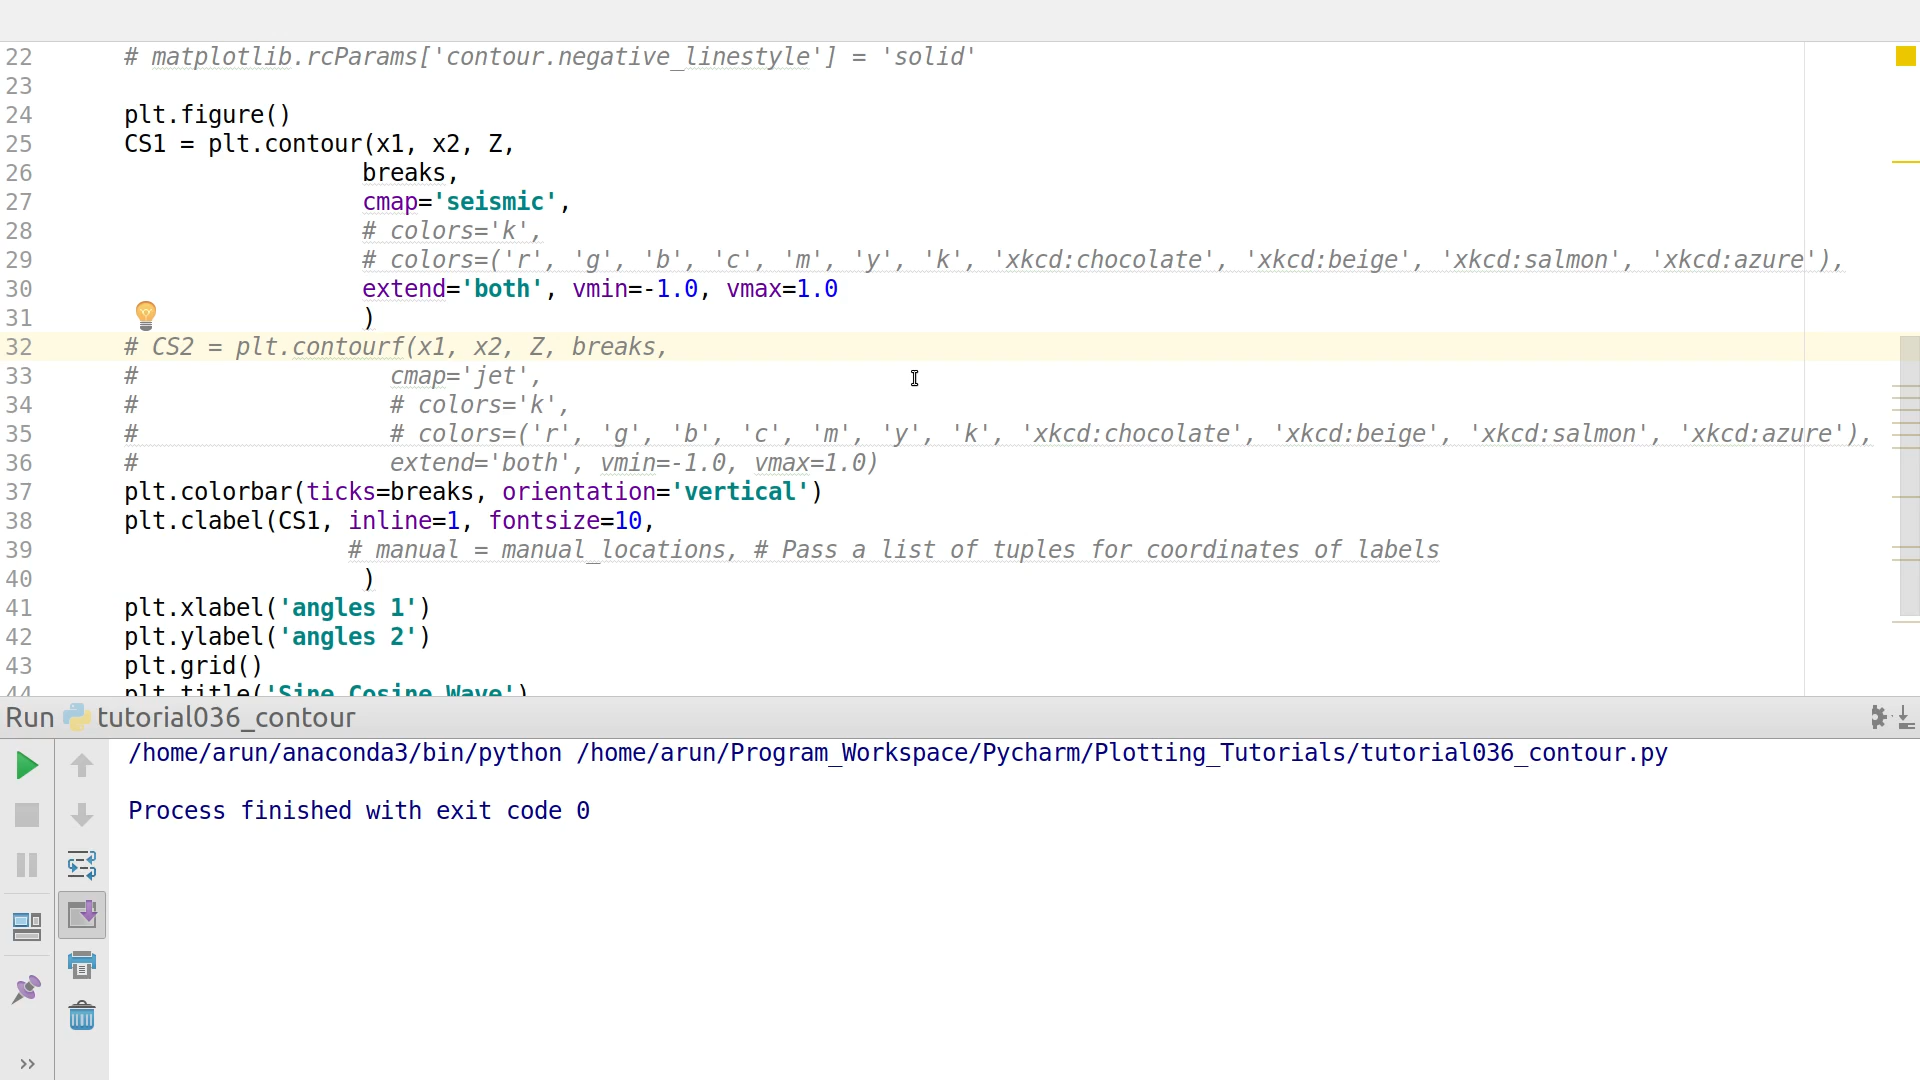 22 # matplotlib.rcParams['contour.negative_linestyle'] = 'solid'
23
24 plt.figure()
25 CS1 = plt.contour(x1, x2, Z,
26 breaks,
27 cmap='seismic',
28 # colors='k',
29 # colors=('r', 'g', 'b', 'c', 'm', 'y', 'k', 'xkcd:chocolate', 'xkcd:beige', 'xkcd:salmon', 'xkcd:azure'),
30 extend='both', vmin=-1.0, vmax=1.0
31 )
32 # CS2 = plt.contourf(x1, x2, Z, breaks,
33 # cmap='jet',
34 # # colors='k',
35 # # colors=('r', 'g', 'b', 'c', 'm', 'y', 'k', 'xkcd:chocolate', 'xkcd:beige', 'xkcd:salmon', 'xkcd:azure'),
36 # extend='both', vmin=-1.0, vmax=1.0)
37 plt.colorbar(ticks=breaks, orientation='vertical')
38 plt.clabel(CS1, inline=1, fontsize=10,
39 # manual = manual_locations, # Pass a list of tuples for coordinates of labels
40 )
41 plt.xlabel('angles 1')
42 plt.ylabel('angles 2')
43 plt.grid()
44 plt.title('Sine Cosine Wave')
Run tutorial036_contour
/home/arun/anaconda3/bin/python /home/arun/Program_Workspace/Pycharm/Plotting_Tutorials/tutorial036_contour.py
Process finished with exit code 0